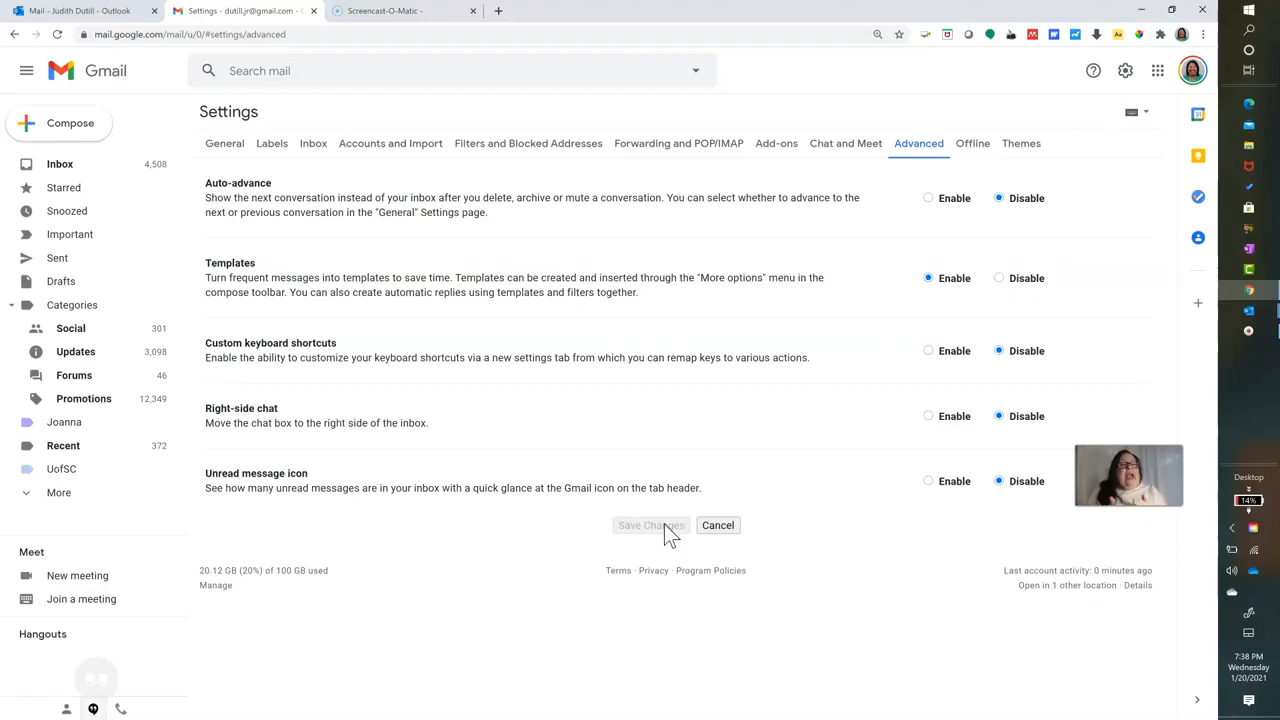 Mail - Judith Dutill - Outlook
Settings - dutill.jr@gmail.com -
Screencast-O-Matic -
mail.google.com/mail/u/0/#settings/advanced
Gmail
Search mail
Compose
Inbox 4,508
Starred
Snoozed
Important
Sent
Drafts
Categories
Social 301
Updates 3,098
Forums 46
Promotions 12,349
Joanna
Recent 372
UofSC
More
Meet
New meeting
Join a meeting
Hangouts
Settings
General Labels Inbox Accounts and Import Filters and Blocked Addresses Forwarding and POP/IMAP Add-ons Chat and Meet Advanced Offline Themes
Auto-advance
Show the next conversation instead of your inbox after you delete, archive or mute a conversation. You can select whether to advance to the
next or previous conversation in the "General" Settings page.
Enable Disable
Templates
Turn frequent messages into templates to save time. Templates can be created and inserted through the "More options" menu in the
compose toolbar. You can also create automatic replies using templates and filters together.
Enable Disable
Custom keyboard shortcuts
Enable the ability to customize your keyboard shortcuts via a new settings tab from which you can remap keys to various actions.
Enable Disable
Right-side chat
Move the chat box to the right side of the inbox.
Enable Disable
Unread message icon
See how many unread messages are in your inbox with a quick glance at the Gmail icon on the tab header.
Enable Disable
Save Changes Cancel
20.12 GB (20%) of 100 GB used
Manage
Terms · Privacy · Program Policies
Last account activity: 0 minutes ago
Open in 1 other location · Details
Desktop
14%
7:38 PM
Wednesday
1/20/2021